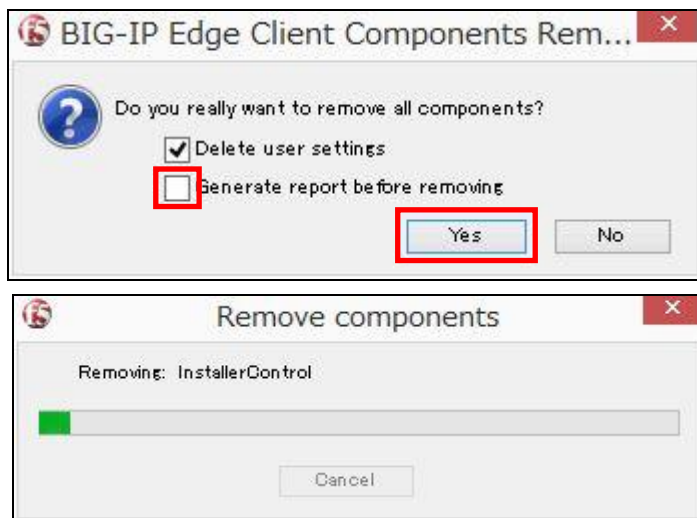 BIG-IP Edge Client Components Rem...
Do you really want to remove all components?
Delete user settings
Generate report before removing
Yes No
Remove components
Removing: InstallerControl
Cancel